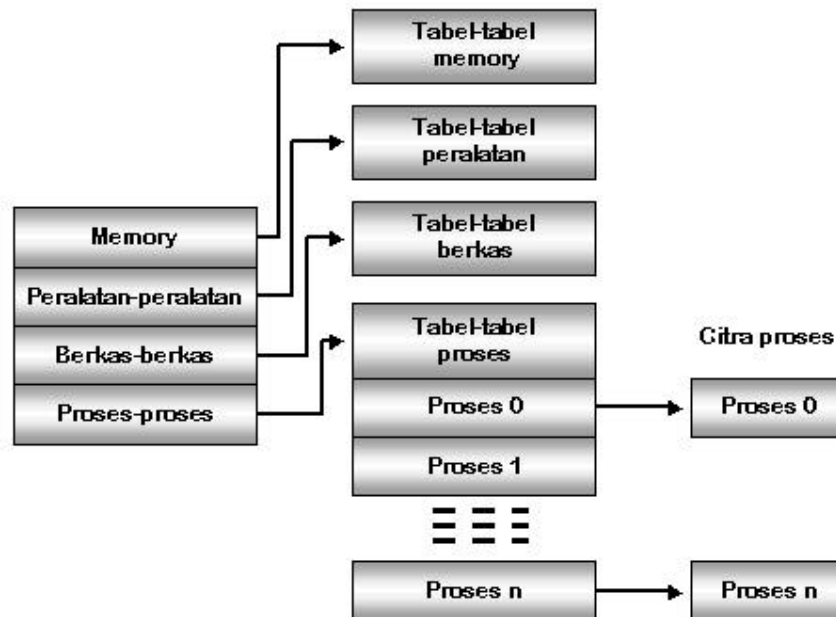 Memory
Peralatan-peralatan
Berkas-berkas
Proses-proses
Tabel-tabel
memory
Tabel-tabel
peralatan
Tabel-tabel
berkas
Tabel-tabel
proses
Proses 0
Proses 1
Proses n
Citra proses
Proses 0
Proses n